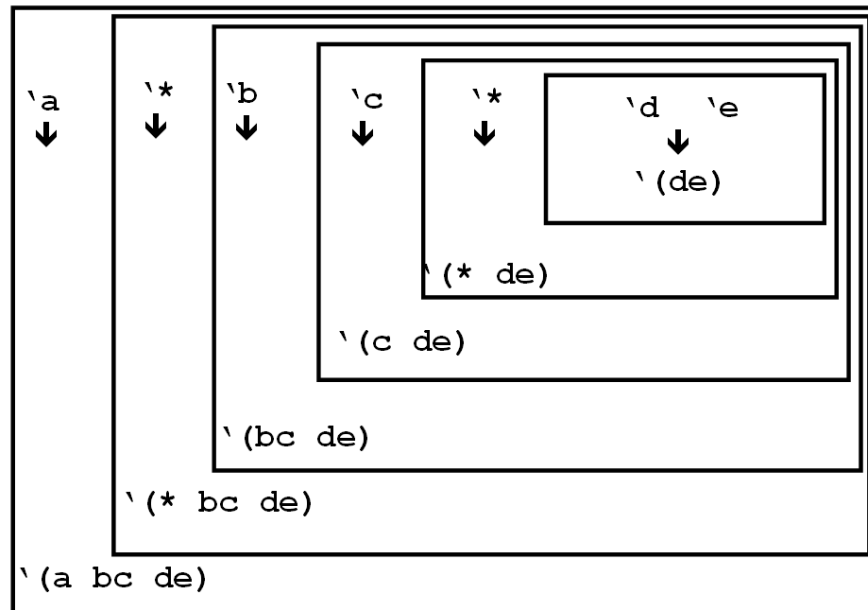 ‵a ‵* ‵b ‵c ‵* ‵d ‵e
‵(de)
‵(* de)
‵(c de)
‵(bc de)
‵(* bc de)
‵(a bc de)